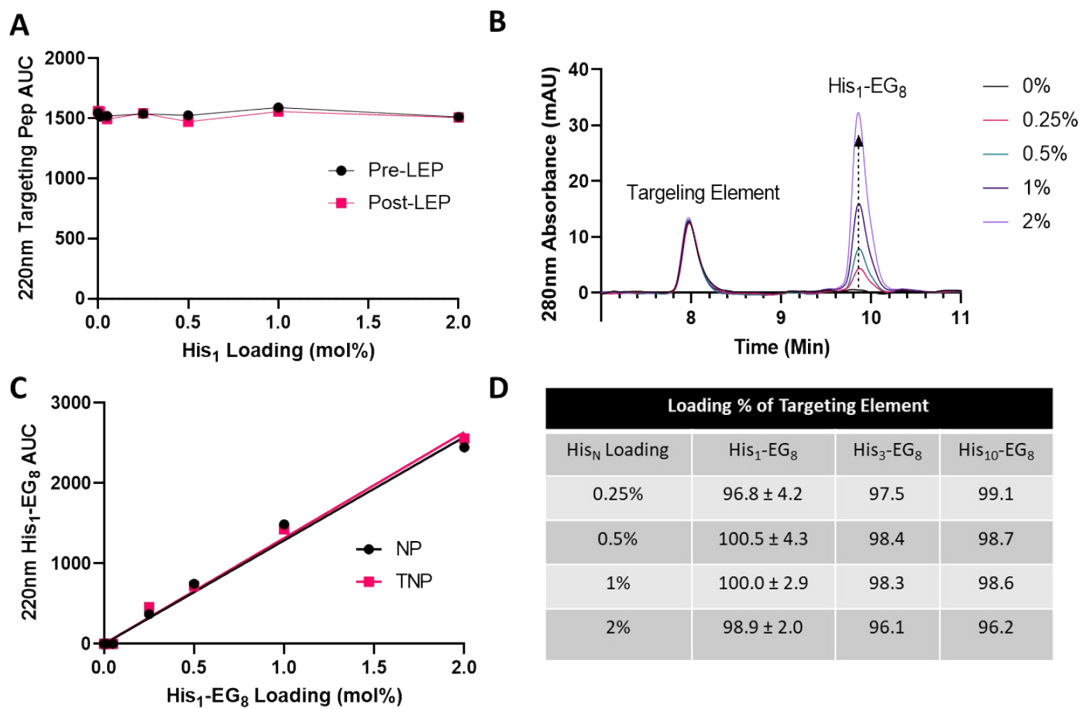 A
2000
1500
1000
500
0
220nm Targeting Pep AUC
Pre-LEP
Post-LEP
0.0 0.5 1.0 1.5 2.0
His₁ Loading (mol%)
B
40
30
20
10
0
280nm Absorbance (mAU)
Targeling Element
His₁-EG₈
0%
0.25%
0.5%
1%
2%
8 9 10 11
Time (Min)
C
3000
2000
1000
0
220nm His₁-EG₈ AUC
NP
TNP
0.0 0.5 1.0 1.5 2.0
His₁-EG₈ Loading (mol%)
D
Loading % of Targeting Element
His_N Loading His₁-EG₈ His₃-EG₈ His₁₀-EG₈
0.25% 96.8 ± 4.2 97.5 99.1
0.5% 100.5 ± 4.3 98.4 98.7
1% 100.0 ± 2.9 98.3 98.6
2% 98.9 ± 2.0 96.1 96.2